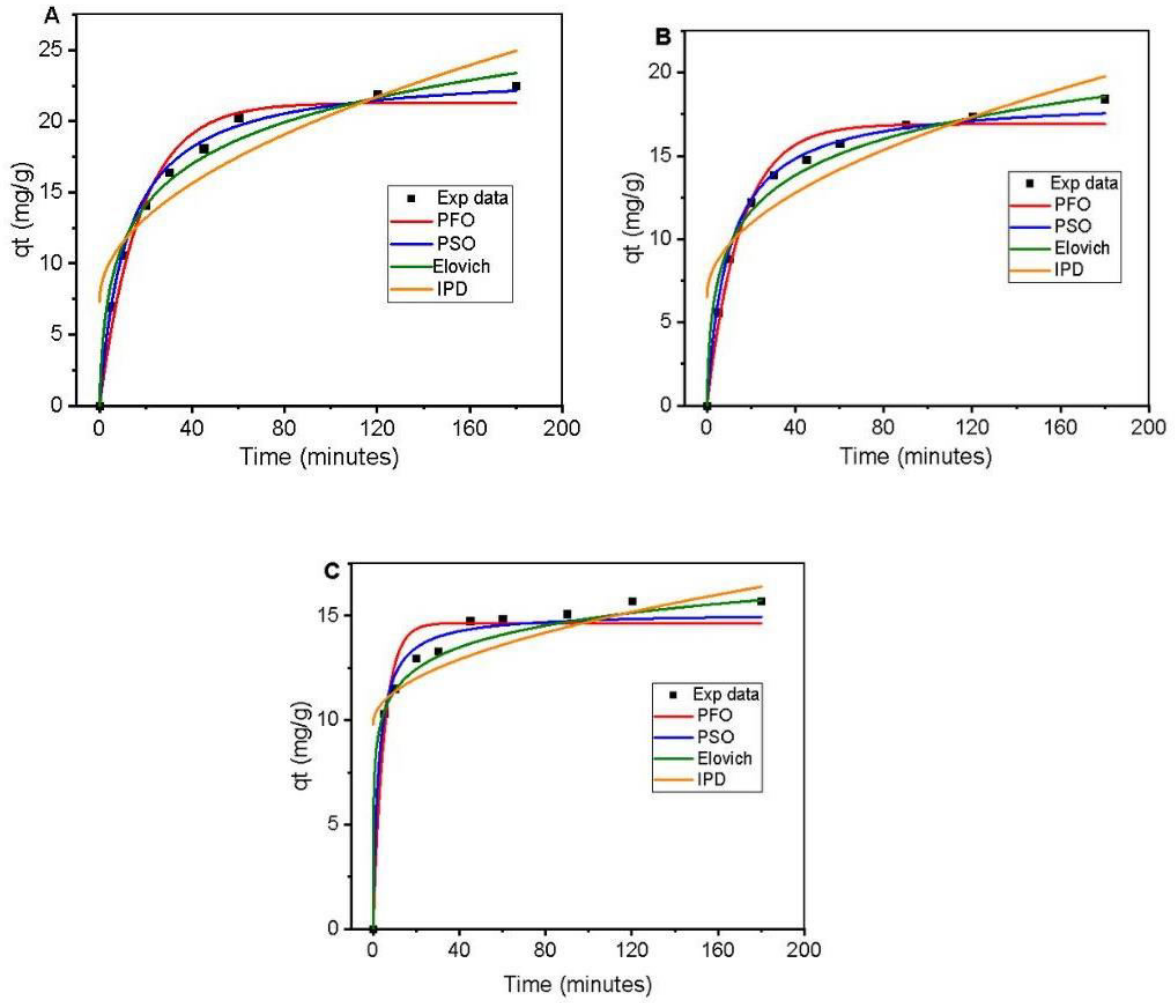 A
25
20
15
10
5
0
qt (mg/g)
Exp data
PFO
PSO
Elovich
IPD
0 40 80 120 160 200
Time (minutes)
B
20
15
10
5
0
qt (mg/g)
Exp data
PFO
PSO
Elovich
IPD
0 40 80 120 160 200
Time (minutes)
C
15
10
5
0
qt (mg/g)
Exp data
PFO
PSO
Elovich
IPD
0 40 80 120 160 200
Time (minutes)